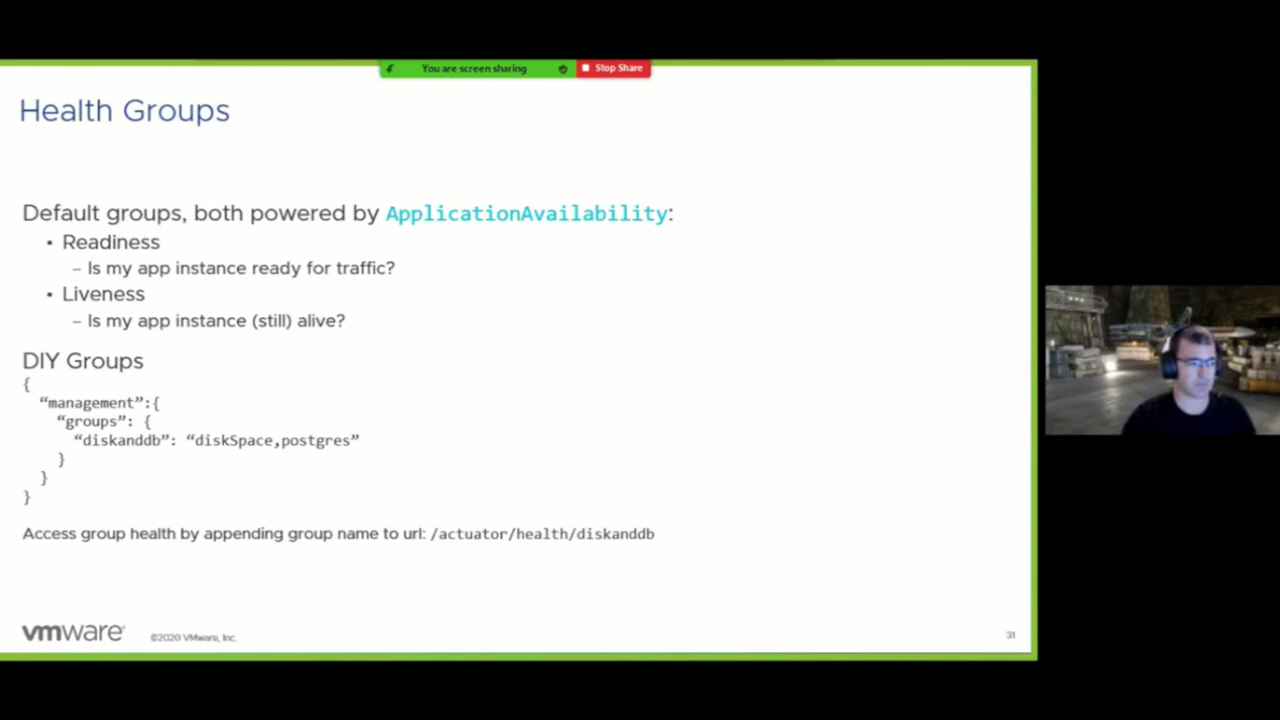 You are screen sharing
Stop Share
Health Groups
Default groups, both powered by ApplicationAvailability:
• Readiness
– Is my app instance ready for traffic?
• Liveness
– Is my app instance (still) alive?
DIY Groups
{
“management”:{
“groups”: {
“diskanddb”: “diskSpace,postgres”
}
}
}
Access group health by appending group name to url: /actuator/health/diskanddb
vmware
©2020 VMware, Inc.
31